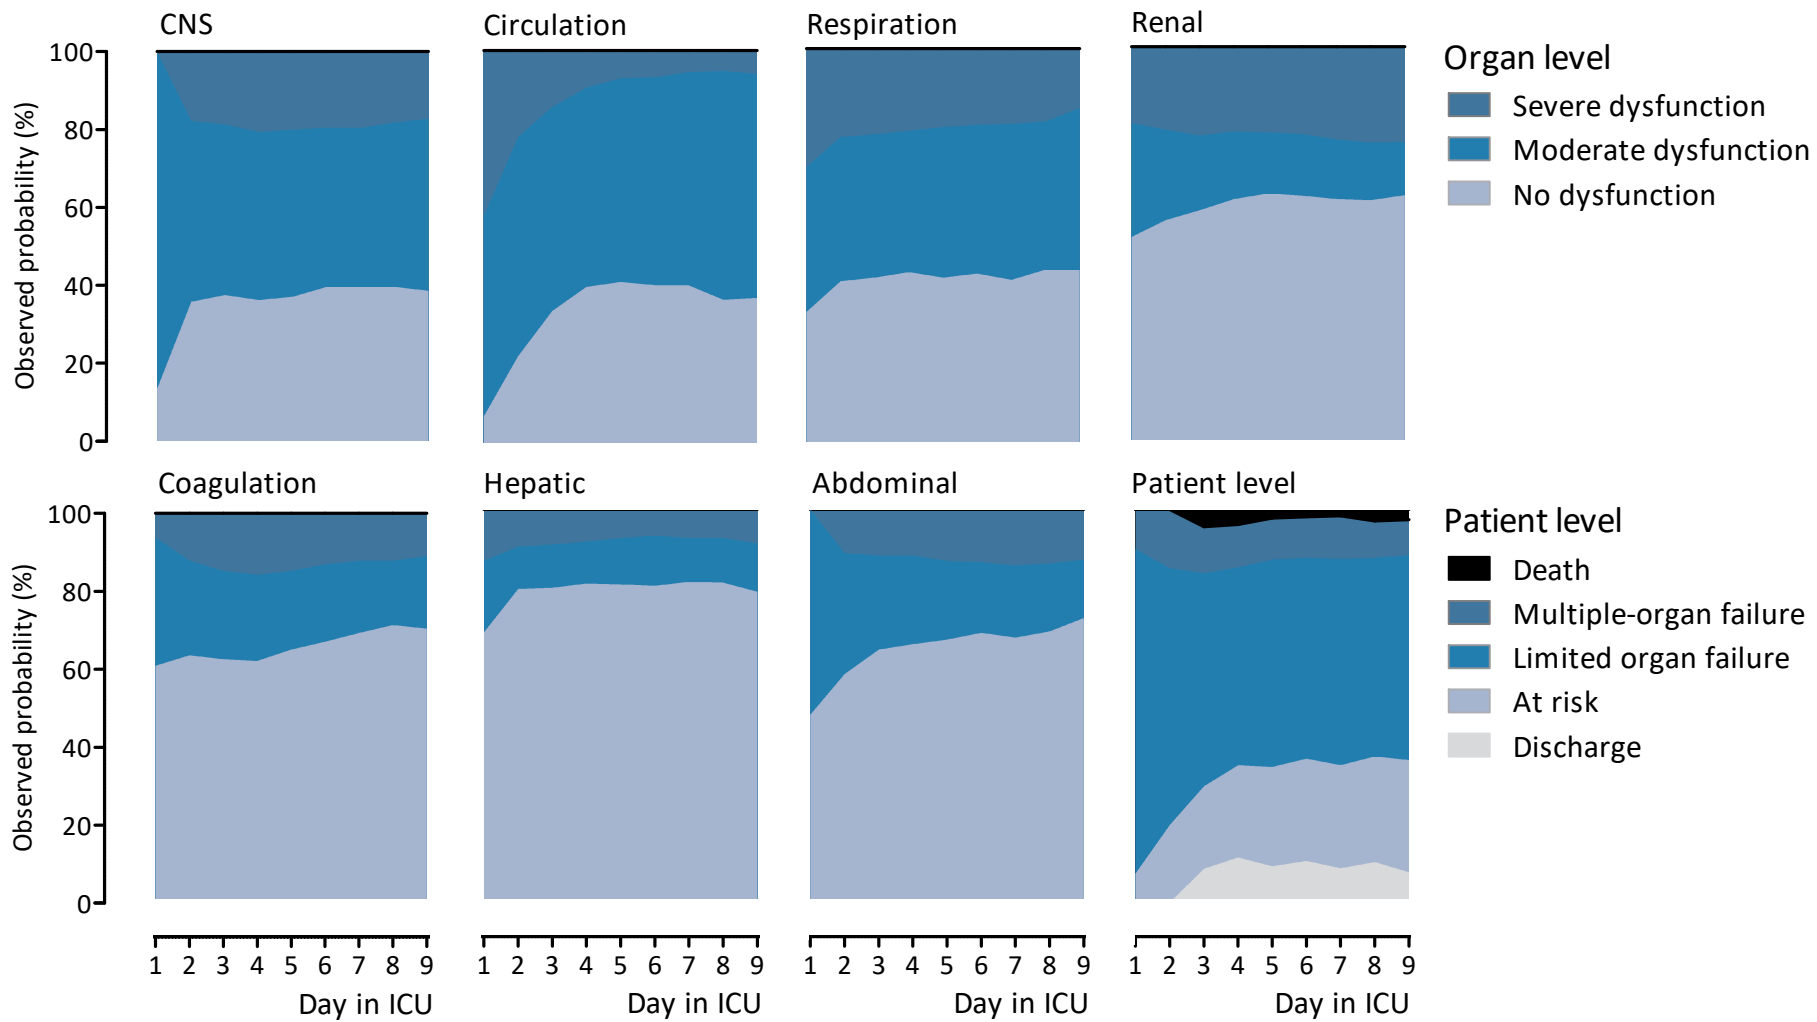 CNS
Circulation
Respiration
Renal
Observed probability (%)
100
80
60
40
20
0
Organ level
Severe dysfunction
Moderate dysfunction
No dysfunction
Coagulation
Hepatic
Abdominal
Patient level
Observed probability (%)
100
80
60
40
20
0
Patient level
Death
Multiple-organ failure
Limited organ failure
At risk
Discharge
1 2 3 4 5 6 7 8 9
1 2 3 4 5 6 7 8 9
1 2 3 4 5 6 7 8 9
1 2 3 4 5 6 7 8 9
Day in ICU
Day in ICU
Day in ICU
Day in ICU